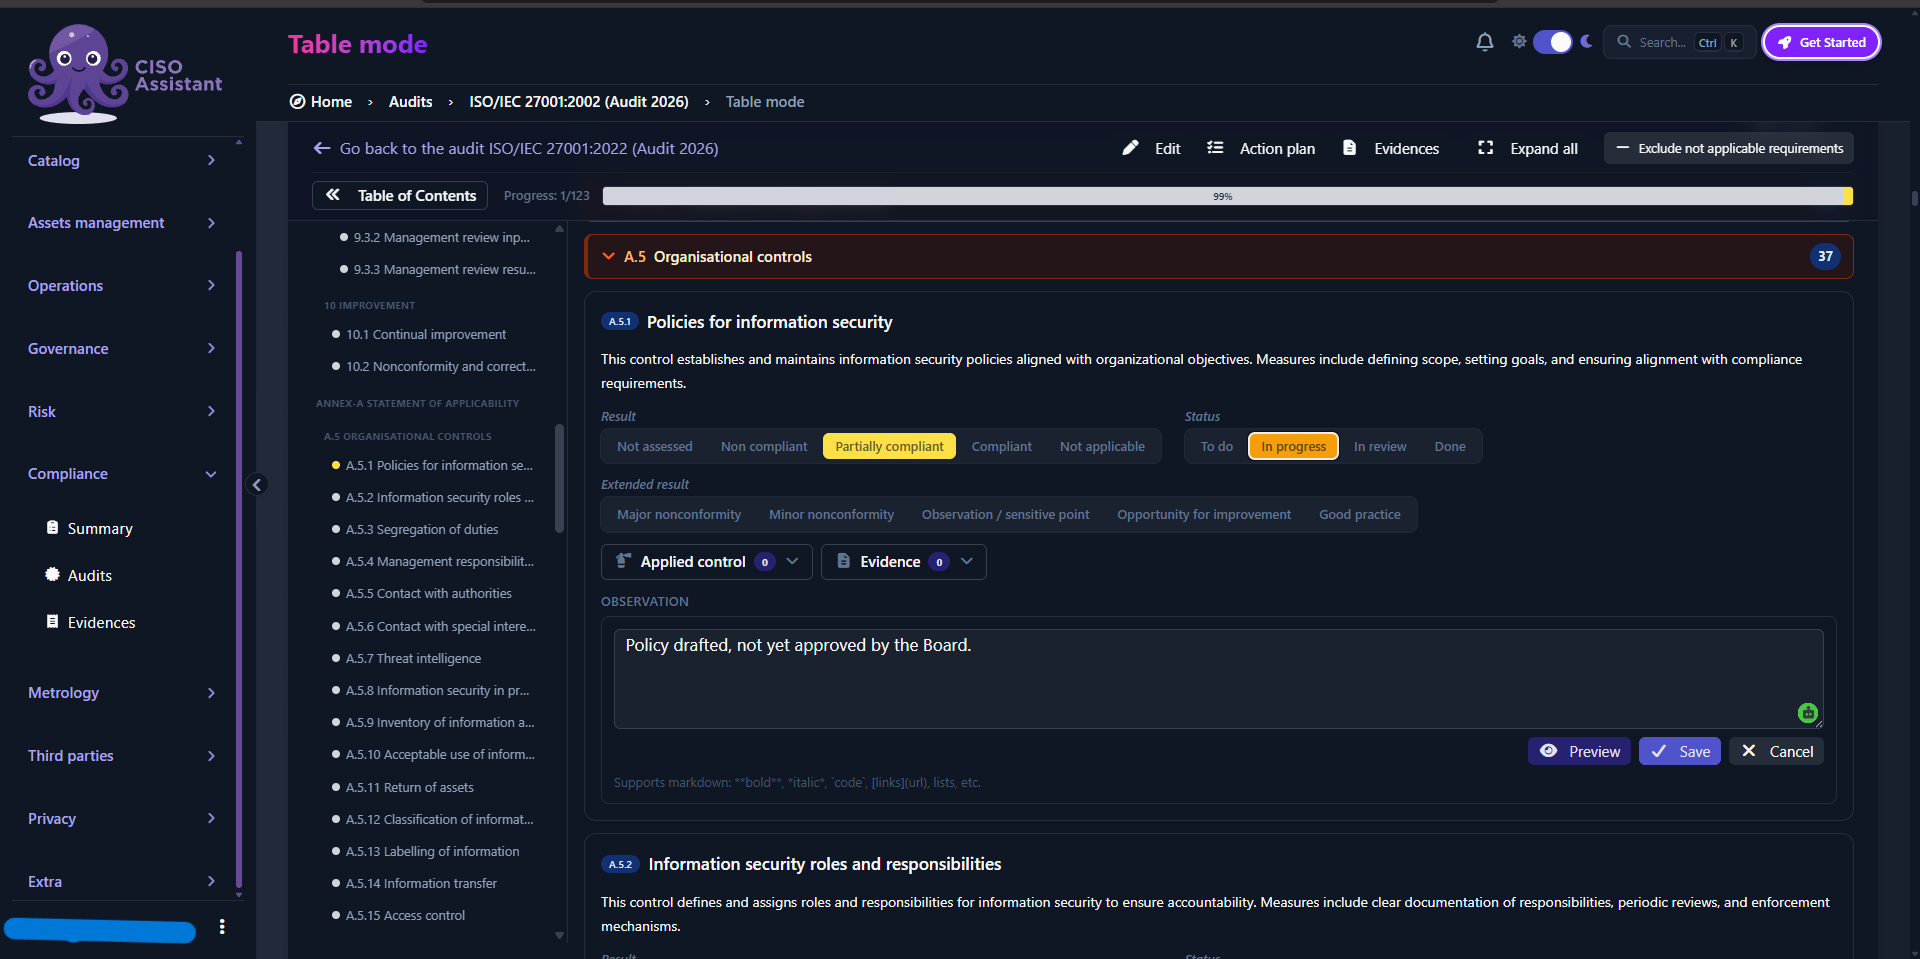 CISO
Assistant
Table mode
Search... Ctrl K
Get Started
Home › Audits › ISO/IEC 27001:2002 (Audit 2026) › Table mode
Go back to the audit ISO/IEC 27001:2022 (Audit 2026)
Edit
Action plan
Evidences
Expand all
Exclude not applicable requirements
Table of Contents
Progress: 1/123
99%
Catalog
Assets management
Operations
Governance
Risk
Compliance
Summary
Audits
Evidences
Metrology
Third parties
Privacy
Extra
9.3.2 Management review inp...
9.3.3 Management review resu...
10 IMPROVEMENT
10.1 Continual improvement
10.2 Nonconformity and correct...
ANNEX-A STATEMENT OF APPLICABILITY
A.5 ORGANISATIONAL CONTROLS
A.5.1 Policies for information se...
A.5.2 Information security roles ...
A.5.3 Segregation of duties
A.5.4 Management responsibilit...
A.5.5 Contact with authorities
A.5.6 Contact with special intere...
A.5.7 Threat intelligence
A.5.8 Information security in pr...
A.5.9 Inventory of information a...
A.5.10 Acceptable use of inform...
A.5.11 Return of assets
A.5.12 Classification of informat...
A.5.13 Labelling of information
A.5.14 Information transfer
A.5.15 Access control
A.5 Organisational controls
37
A.5.1 Policies for information security
This control establishes and maintains information security policies aligned with organizational objectives. Measures include defining scope, setting goals, and ensuring alignment with compliance
requirements.
Result
Not assessed Non compliant Partially compliant Compliant Not applicable
Status
To do In progress In review Done
Extended result
Major nonconformity Minor nonconformity Observation / sensitive point Opportunity for improvement Good practice
Applied control 0
Evidence 0
OBSERVATION
Policy drafted, not yet approved by the Board.
Preview
Save
Cancel
Supports markdown: **bold**, *italic*, `code`, [links](url), lists, etc.
A.5.2 Information security roles and responsibilities
This control defines and assigns roles and responsibilities for information security to ensure accountability. Measures include clear documentation of responsibilities, periodic reviews, and enforcement
mechanisms.
Result
Status